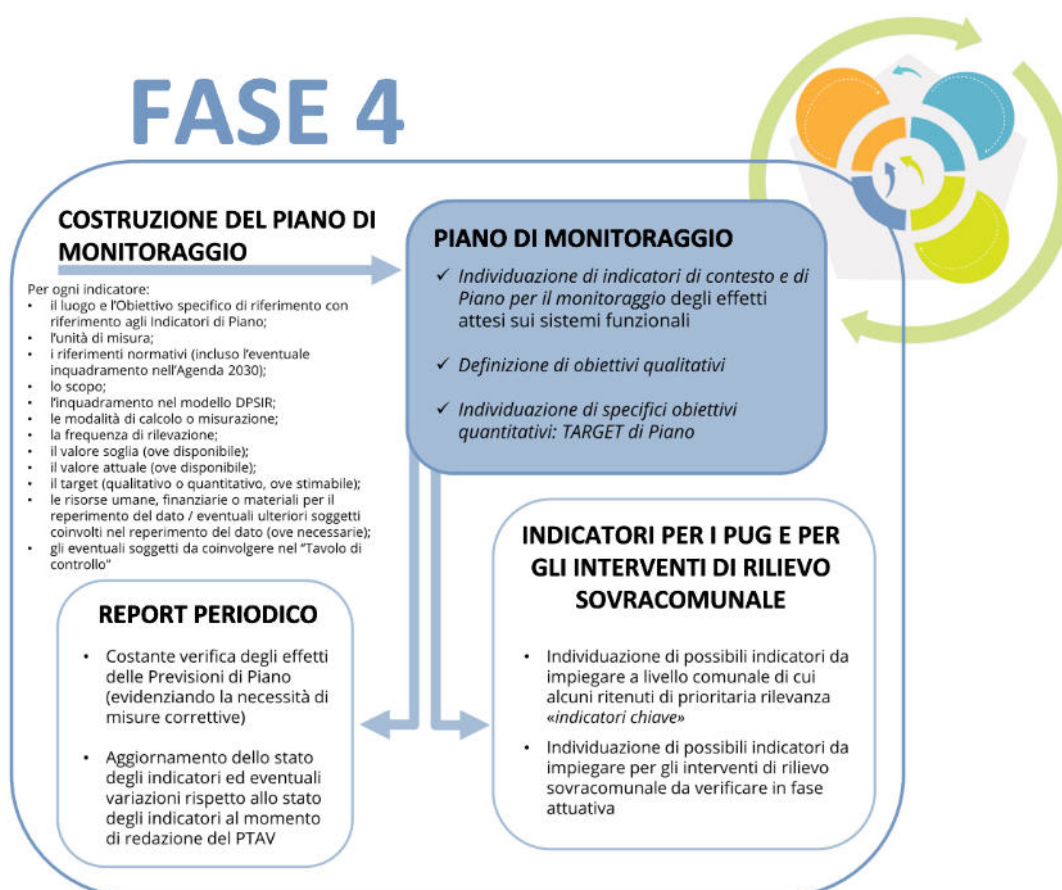 FASE 4
COSTRUZIONE DEL PIANO DI
MONITORAGGIO
Per ogni indicatore:
• il luogo e l'Obiettivo specifico di riferimento con
riferimento agli Indicatori di Piano;
• l'unità di misura;
• i riferimenti normativi (incluso l'eventuale
inquadramento nell'Agenda 2030);
• lo scopo;
• l'inquadramento nel modello DPSIR;
• le modalità di calcolo o misurazione;
• la frequenza di rilevazione;
• il valore soglia (ove disponibile);
• il valore attuale (ove disponibile);
• il target (qualitativo o quantitativo, ove stimabile);
• le risorse umane, finanziarie o materiali per il
reperimento del dato / eventuali ulteriori soggetti
coinvolti nel reperimento del dato (ove necessarie);
• gli eventuali soggetti da coinvolgere nel "Tavolo di
controllo"
PIANO DI MONITORAGGIO
✓ Individuazione di indicatori di contesto e di
Piano per il monitoraggio degli effetti
attesi sui sistemi funzionali
✓ Definizione di obiettivi qualitativi
✓ Individuazione di specifici obiettivi
quantitativi: TARGET di Piano
REPORT PERIODICO
• Costante verifica degli effetti
delle Previsioni di Piano
(evidenziando la necessità di
misure correttive)
• Aggiornamento dello stato
degli indicatori ed eventuali
variazioni rispetto allo stato
degli indicatori al momento
di redazione del PTAV
INDICATORI PER I PUG E PER
GLI INTERVENTI DI RILIEVO
SOVRACOMUNALE
• Individuazione di possibili indicatori da
impiegare a livello comunale di cui
alcuni ritenuti di prioritaria rilevanza
«indicatori chiave»
• Individuazione di possibili indicatori da
impiegare per gli interventi di rilievo
sovracomunale da verificare in fase
attuativa